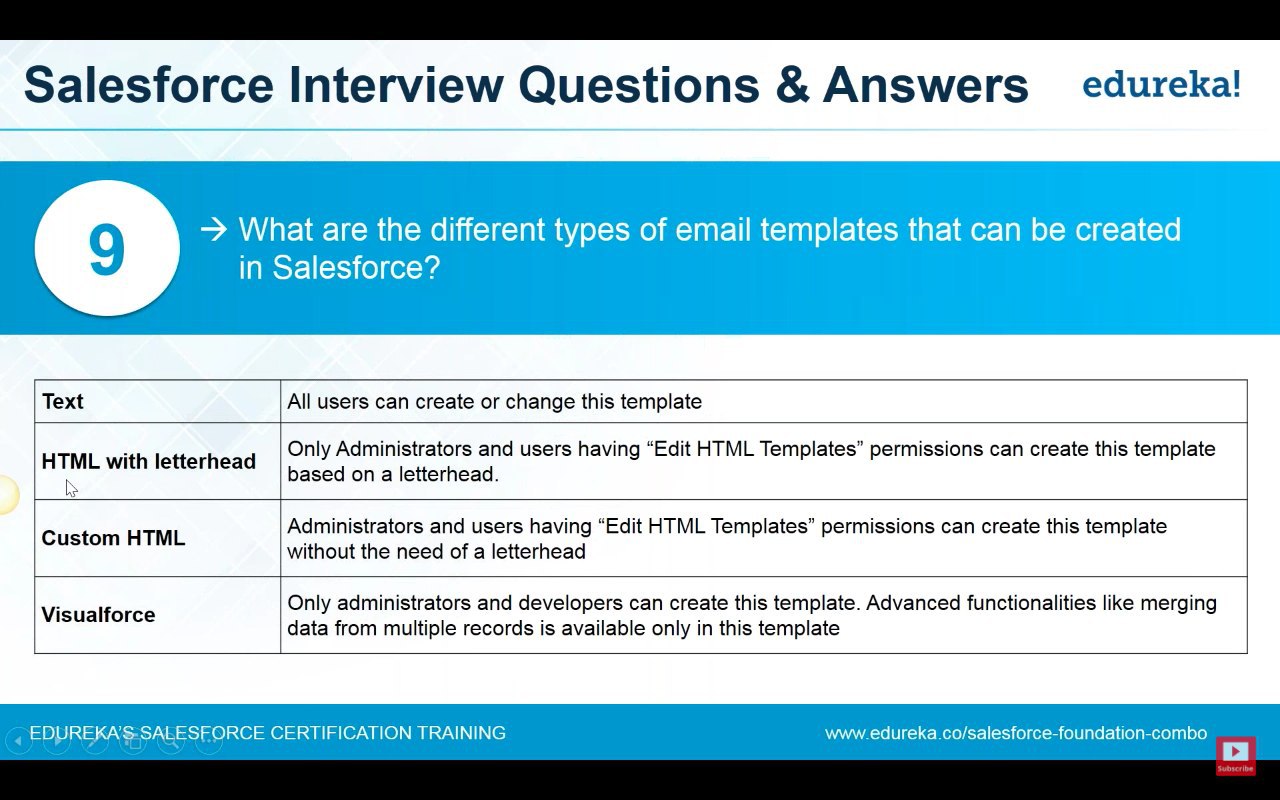 Salesforce Interview Questions & Answers
edureka!
9
→ What are the different types of email templates that can be created
in Salesforce?
Text
All users can create or change this template
HTML with letterhead
Only Administrators and users having “Edit HTML Templates” permissions can create this template
based on a letterhead.
Custom HTML
Administrators and users having “Edit HTML Templates” permissions can create this template
without the need of a letterhead
Visualforce
Only administrators and developers can create this template. Advanced functionalities like merging
data from multiple records is available only in this template
EDUREKA’S SALESFORCE CERTIFICATION TRAINING
www.edureka.co/salesforce-foundation-combo
Subscribe